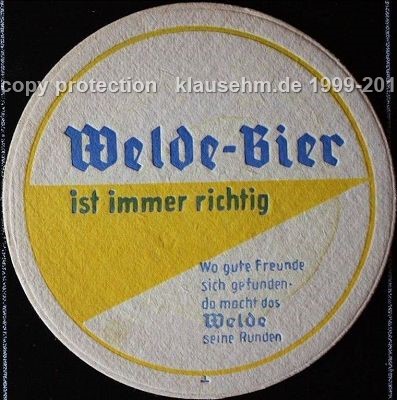 copy protection   klausehm.de 1999-201
Welde-Bier
ist immer richtig
Wo gute Freunde
sich gefunden-
da macht das
Welde
seine Runden